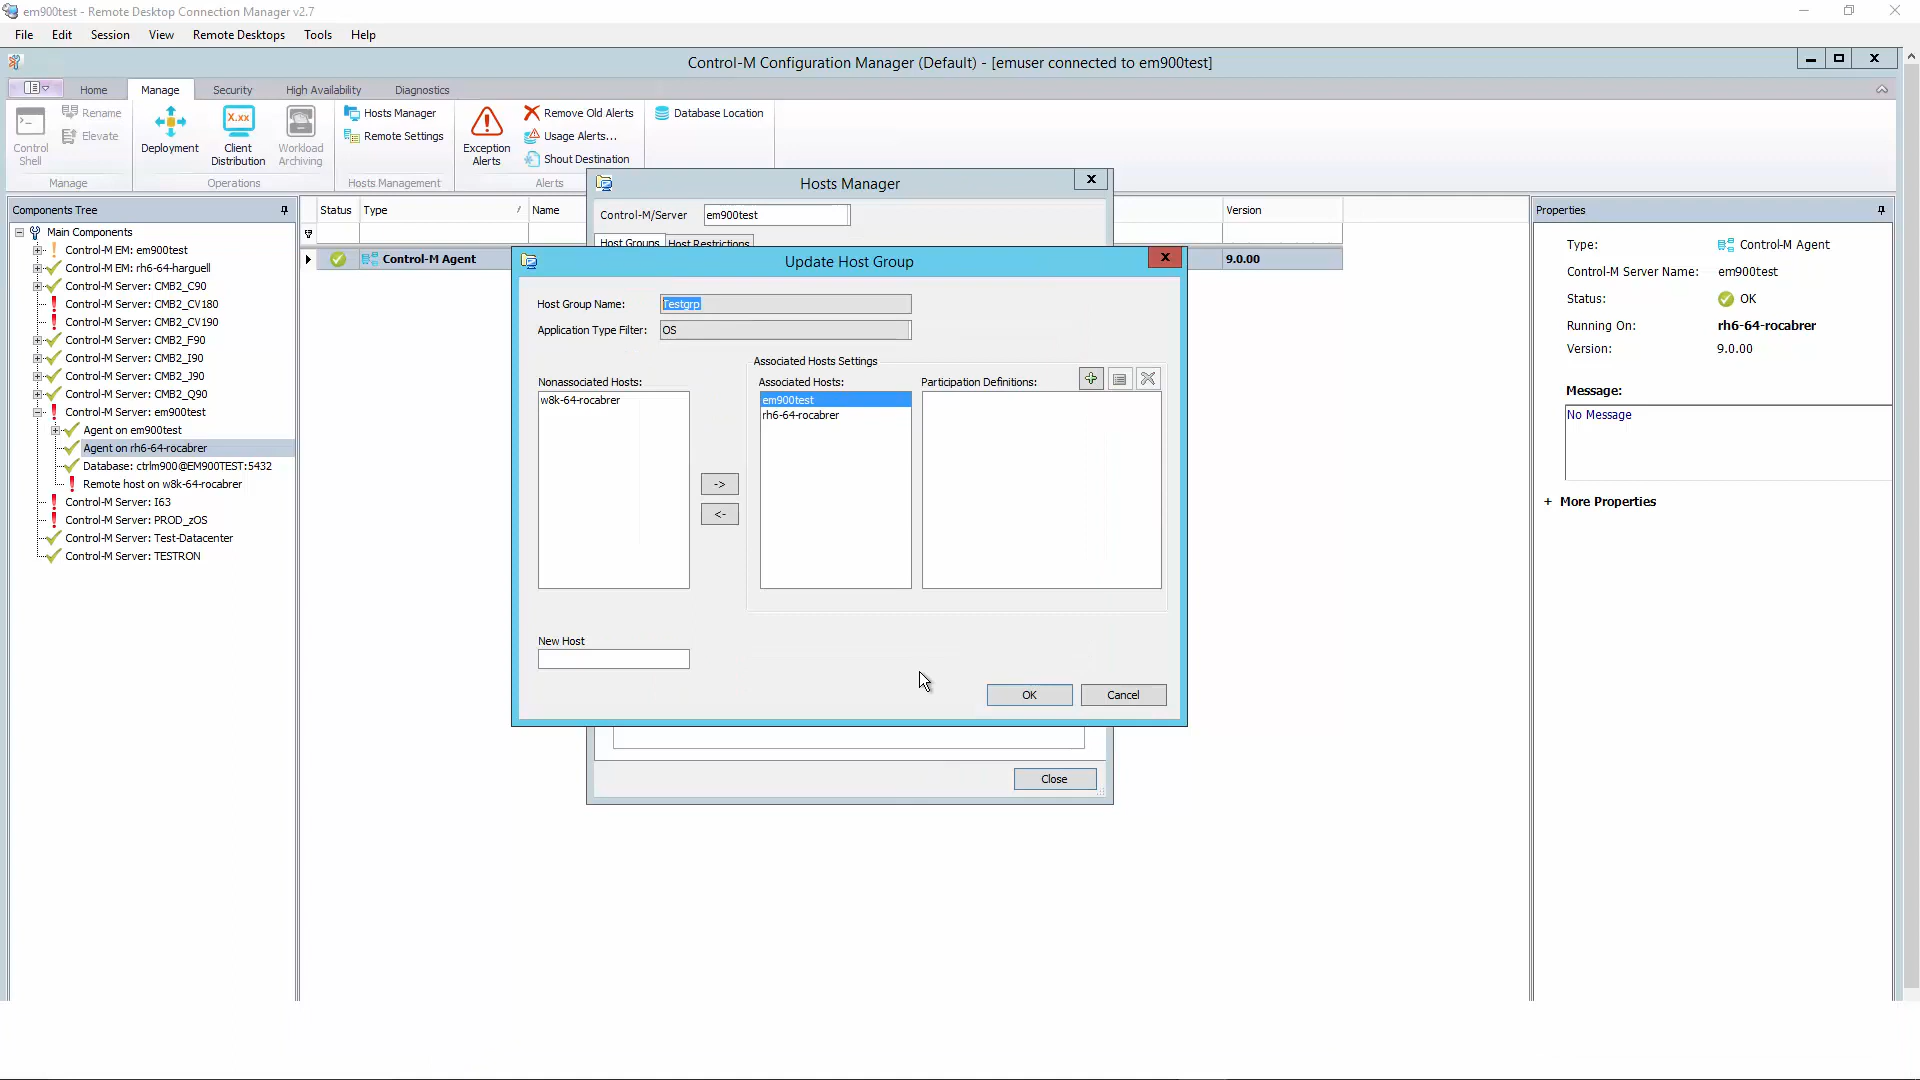 em900test - Remote Desktop Connection Manager v2.7
File Edit Session View Remote Desktops Tools Help
Control-M Configuration Manager (Default) - [emuser connected to em900test]
Home Manage Security High Availability Diagnostics
Control Shell
Rename
Elevate
Manage
Deployment
X.xx
Client Distribution
Workload Archiving
Operations
Hosts Manager
Remote Settings
Hosts Management
Exception Alerts
Remove Old Alerts
Usage Alerts...
Shout Destination
Alerts
Database Location
Components Tree
Main Components
Control-M EM: em900test
Control-M EM: rh6-64-harguell
Control-M Server: CMB2_C90
Control-M Server: CMB2_CV180
Control-M Server: CMB2_CV190
Control-M Server: CMB2_F90
Control-M Server: CMB2_I90
Control-M Server: CMB2_J90
Control-M Server: CMB2_Q90
Control-M Server: em900test
Agent on em900test
Agent on rh6-64-rocabrer
Database: ctrlm900@EM900TEST:5432
Remote host on w8k-64-rocabrer
Control-M Server: I63
Control-M Server: PROD_zOS
Control-M Server: Test-Datacenter
Control-M Server: TESTRON
Status Type / Name Version
Control-M Agent 9.0.00
Hosts Manager
Control-M/Server em900test
Host Groups Host Restrictions
Update Host Group
Host Group Name: Testgrp
Application Type Filter: OS
Associated Hosts Settings
Nonassociated Hosts: Associated Hosts: Participation Definitions:
w8k-64-rocabrer
em900test
rh6-64-rocabrer
->
<-
New Host
OK Cancel
Close
Properties
Type: Control-M Agent
Control-M Server Name: em900test
Status: OK
Running On: rh6-64-rocabrer
Version: 9.0.00
Message:
No Message
+ More Properties